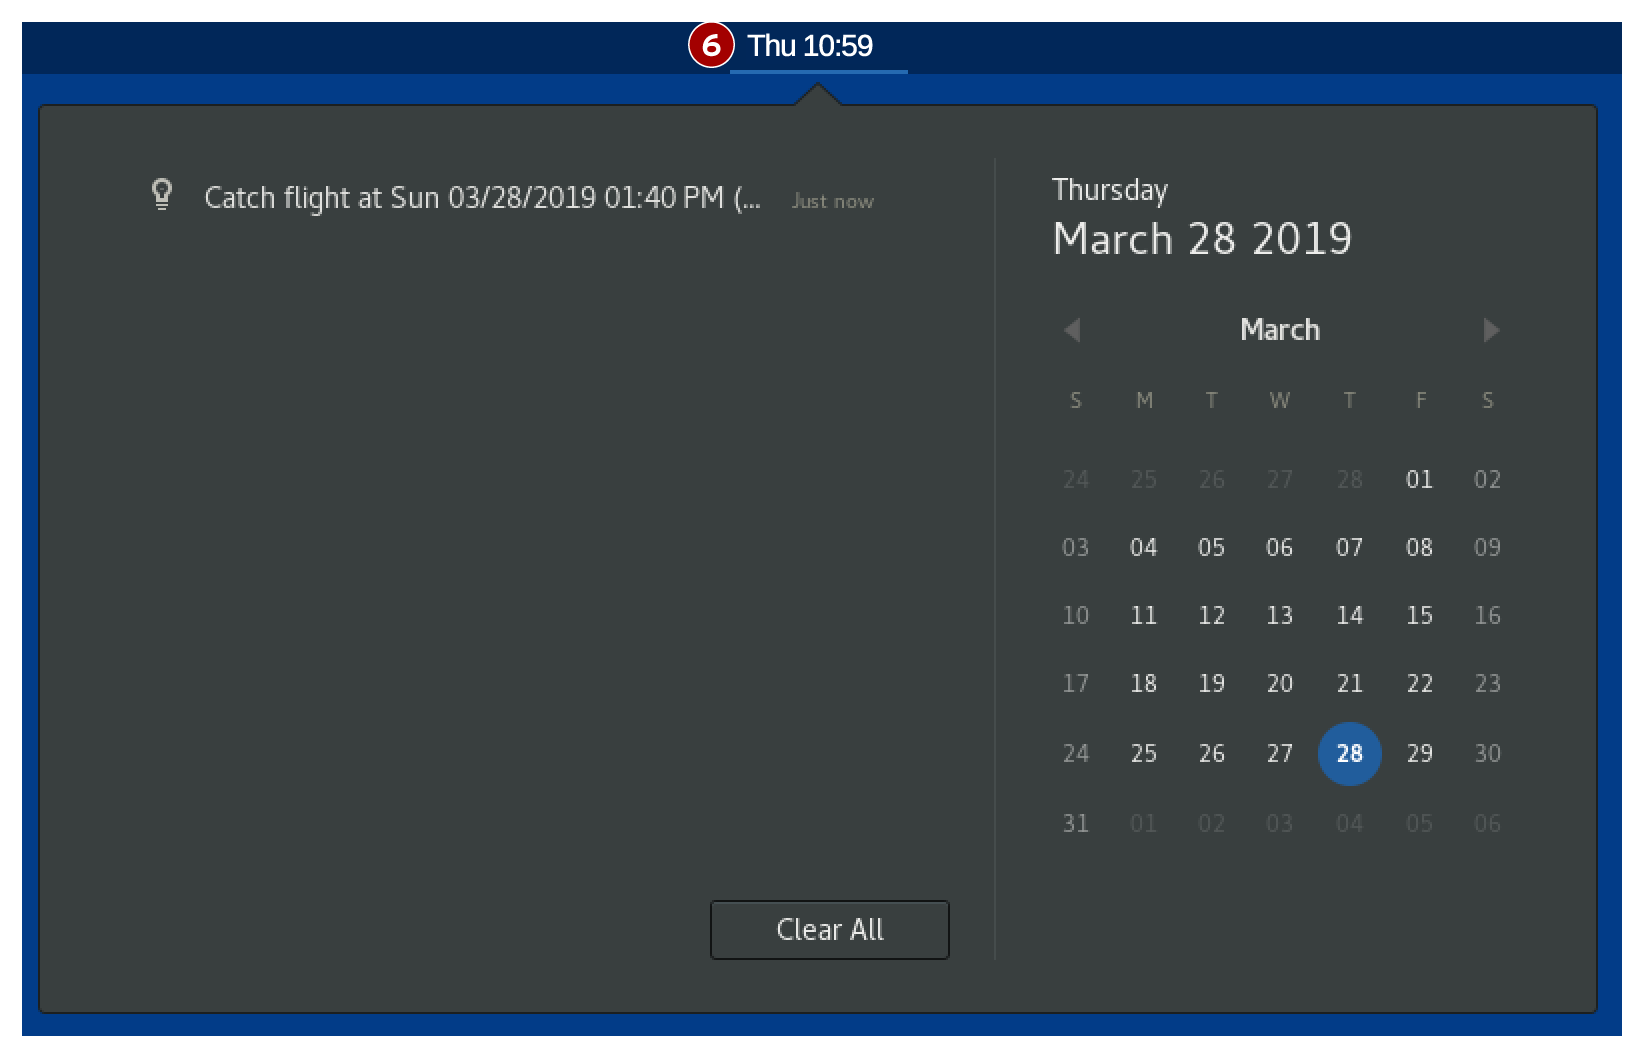 6 Thu 10:59
Catch flight at Sun 03/28/2019 01:40 PM (... Just now
Clear All
Thursday
March 28 2019
March
S M T W T F S
24 25 26 27 28 01 02
03 04 05 06 07 08 09
10 11 12 13 14 15 16
17 18 19 20 21 22 23
24 25 26 27 28 29 30
31 01 02 03 04 05 06